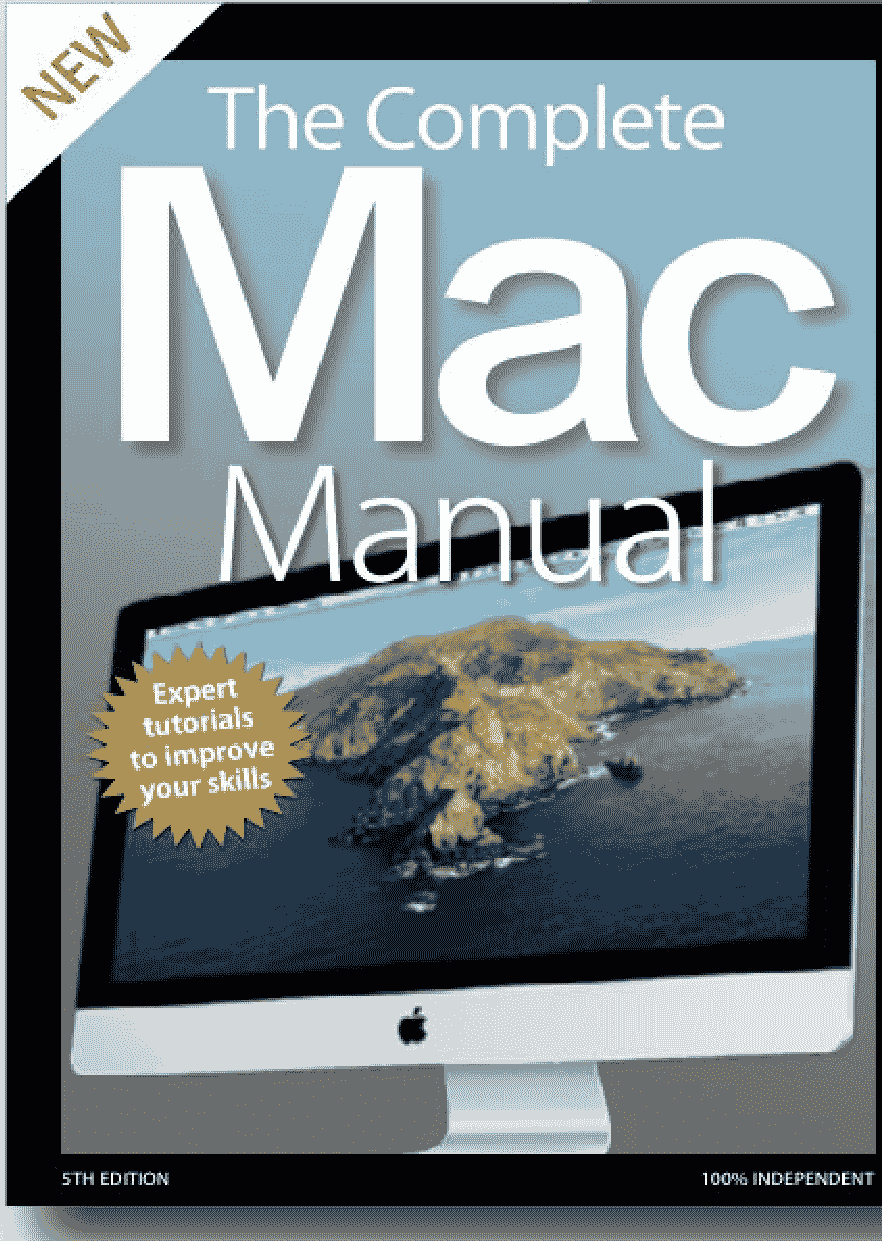 NEW
The Complete
Mac
Manual
Expert
tutorials
to improve
your skills
5TH EDITION
100% INDEPENDENT